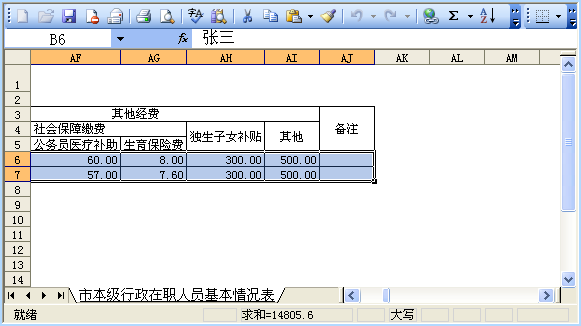 B6 fx 张三
AF AG AH AI AJ AK AL AM
1
2
3 其他经费 备注
4 社会保障缴费 独生子女补贴 其他
5 公务员医疗补助 生育保险费
6 60.00 8.00 300.00 500.00
7 57.00 7.60 300.00 500.00
8
9
10
11
12
13
14
市本级行政在职人员基本情况表
就绪 求和=14805.6 大写